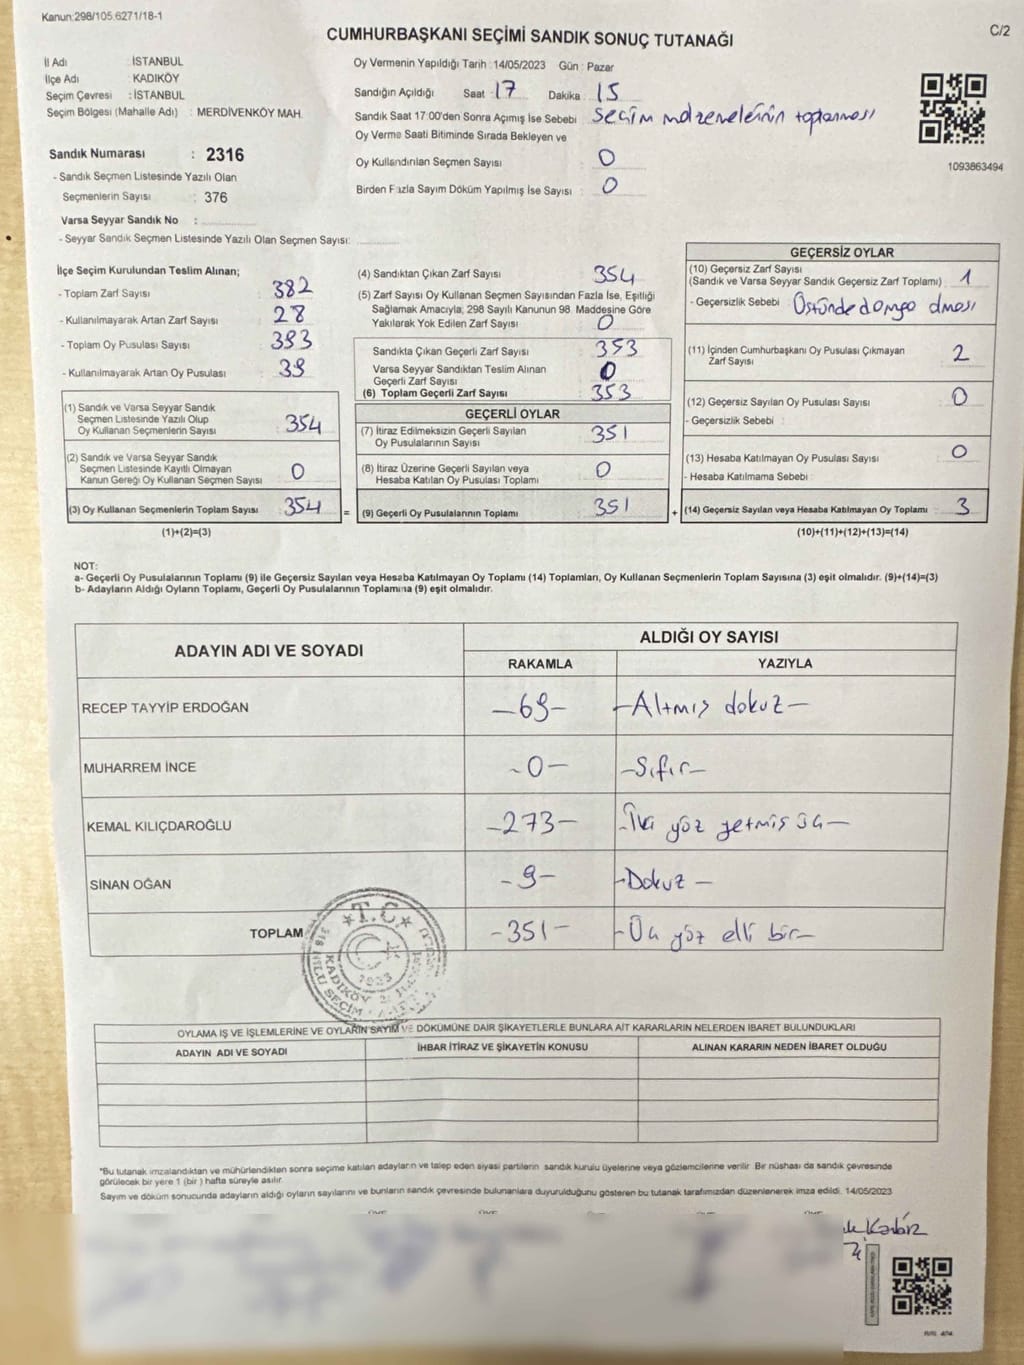 Kanun:298/105.6271/18-1
C/2
CUMHURBAŞKANI SEÇİMİ SANDIK SONUÇ TUTANAĞI
İl Adı : İSTANBUL
İlçe Adı : KADIKÖY
Seçim Çevresi : İSTANBUL
Seçim Bölgesi (Mahalle Adı) : MERDİVENKÖY MAH.
Sandık Numarası : 2316
- Sandık Seçmen Listesinde Yazılı Olan
Seçmenlerin Sayısı : 376
Varsa Seyyar Sandık No :
- Seyyar Sandık Seçmen Listesinde Yazılı Olan Seçmen Sayısı:
Oy Vermenin Yapıldığı Tarih : 14/05/2023 Gün : Pazar
Sandığın Açıldığı Saat : 17 Dakika : 15
Sandık Saat 17:00'den Sonra Açımış İse Sebebi : Seçim malzemelerinin toplanması
Oy Verme Saati Bitiminde Sırada Bekleyen ve
Oy Kullandırılan Seçmen Sayısı : 0
Birden Fazla Sayım Döküm Yapılmış İse Sayısı : 0
1093863494
İlçe Seçim Kurulundan Teslim Alınan;
- Toplam Zarf Sayısı : 382
- Kullanılmayarak Artan Zarf Sayısı : 28
- Toplam Oy Pusulası Sayısı : 393
- Kullanılmayarak Artan Oy Pusulası : 39
(1) Sandık ve Varsa Seyyar Sandık
Seçmen Listesinde Yazılı Olup
Oy Kullanan Seçmenlerin Sayısı : 354
(2) Sandık ve Varsa Seyyar Sandık
Seçmen Listesinde Kayıtlı Olmayan
Kanun Gereği Oy Kullanan Seçmen Sayısı : 0
(3) Oy Kullanan Seçmenlerin Toplam Sayısı : 354
(1)+(2)=(3)
(4) Sandıktan Çıkan Zarf Sayısı : 354
(5) Zarf Sayısı Oy Kullanan Seçmen Sayısından Fazla İse, Eşitliği
Sağlamak Amacıyla, 298 Sayılı Kanunun 98. Maddesine Göre
Yakılarak Yok Edilen Zarf Sayısı : 0
Sandıkta Çıkan Geçerli Zarf Sayısı : 353
Varsa Seyyar Sandıktan Teslim Alınan
Geçerli Zarf Sayısı : 0
(6) Toplam Geçerli Zarf Sayısı : 353
GEÇERLİ OYLAR
(7) İtiraz Edilmeksizin Geçerli Sayılan
Oy Pusulalarının Sayısı : 351
(8) İtiraz Üzerine Geçerli Sayılan veya
Hesaba Katılan Oy Pusulası Toplamı : 0
= (9) Geçerli Oy Pusulalarının Toplamı : 351 +
GEÇERSİZ OYLAR
(10) Geçersiz Zarf Sayısı
(Sandık ve Varsa Seyyar Sandık Geçersiz Zarf Toplamı) : 1
- Geçersizlik Sebebi : Üstünde damga olması
(11) İçinden Cumhurbaşkanı Oy Pusulası Çıkmayan
Zarf Sayısı : 2
(12) Geçersiz Sayılan Oy Pusulası Sayısı : 0
- Geçersizlik Sebebi :
(13) Hesaba Katılmayan Oy Pusulası Sayısı : 0
- Hesaba Katılmama Sebebi :
(14) Geçersiz Sayılan veya Hesaba Katılmayan Oy Toplamı : 3
(10)+(11)+(12)+(13)=(14)
NOT:
a- Geçerli Oy Pusulalarının Toplamı (9) ile Geçersiz Sayılan veya Hesaba Katılmayan Oy Toplamı (14) Toplamları, Oy Kullanan Seçmenlerin Toplam Sayısına (3) eşit olmalıdır. (9)+(14)=(3)
b- Adayların Aldığı Oyların Toplamı, Geçerli Oy Pusulalarının Toplamına (9) eşit olmalıdır.
ADAYIN ADI VE SOYADI
ALDIĞI OY SAYISI
RAKAMLA YAZIYLA
RECEP TAYYİP ERDOĞAN -69- -Altmış dokuz-
MUHARREM İNCE -0- -Sıfır-
KEMAL KILIÇDAROĞLU -273- -İki yüz yetmiş üç-
SİNAN OĞAN -9- -Dokuz-
TOPLAM -351- -Üç yüz elli bir-
T.C.
1923
KADIKÖY
OYLAMA İŞ VE İŞLEMLERİNE VE OYLARIN SAYIM VE DÖKÜMÜNE DAİR ŞİKAYETLERLE BUNLARA AİT KARARLARIN NELERDEN İBARET BULUNDUKLARI
ADAYIN ADI VE SOYADI İHBAR İTİRAZ VE ŞİKAYETİN KONUSU ALINAN KARARIN NEDEN İBARET OLDUĞU
*Bu tutanak imzalandıktan ve mühürlendikten sonra seçime katılan adayların ve talep eden siyasi partilerin sandık kurulu üyelerine veya gözlemcilerine verilir. Bir nüshası da sandık çevresinde
görülecek bir yere 1 (bir ) hafta süreyle asılır.
Sayım ve döküm sonucunda adayların aldığı oyların sayılarını ve bunların sandık çevresinde bulunanlara duyurulduğunu gösteren bu tutanak tarafımızdan düzenlenerek imza edildi. 14/05/2023